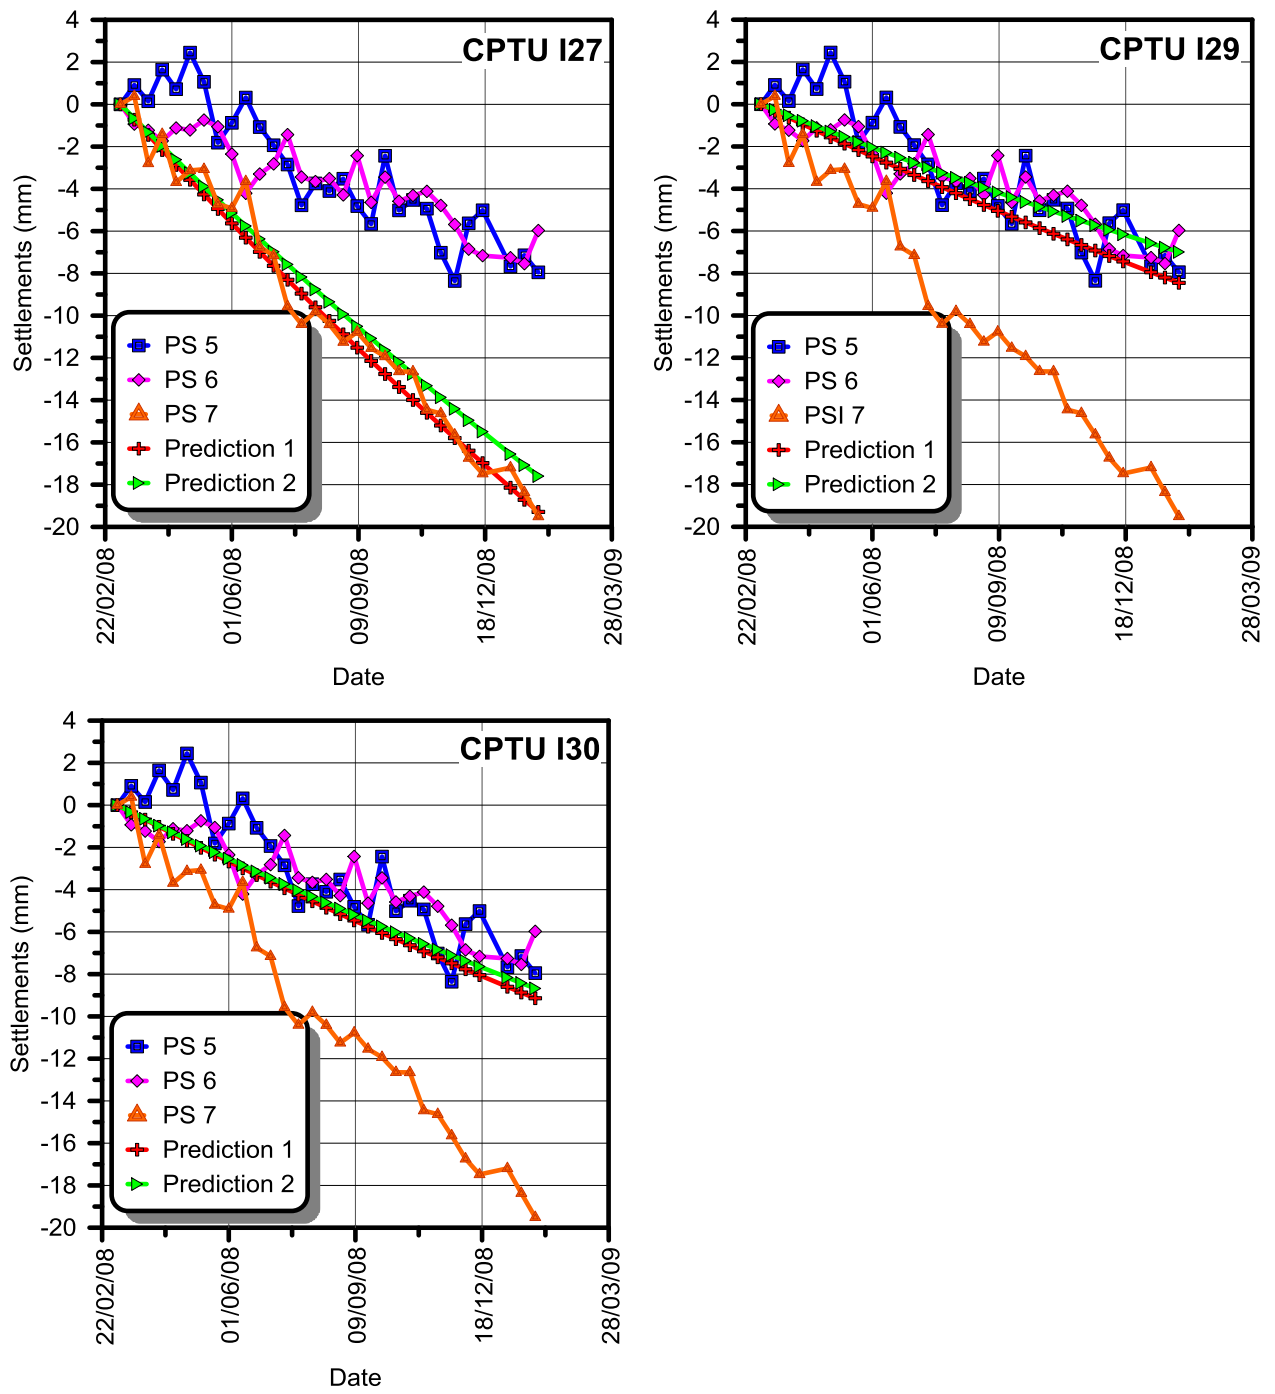 CPTU I27
4
2
0
-2
-4
-6
-8
-10
-12
-14
-16
-18
-20
Settlements (mm)
PS 5
PS 6
PS 7
Prediction 1
Prediction 2
22/02/08
01/06/08
09/09/08
18/12/08
28/03/09
Date
CPTU I29
4
2
0
-2
-4
-6
-8
-10
-12
-14
-16
-18
-20
Settlements (mm)
PS 5
PS 6
PSI 7
Prediction 1
Prediction 2
22/02/08
01/06/08
09/09/08
18/12/08
28/03/09
Date
CPTU I30
4
2
0
-2
-4
-6
-8
-10
-12
-14
-16
-18
-20
Settlements (mm)
PS 5
PS 6
PS 7
Prediction 1
Prediction 2
22/02/08
01/06/08
09/09/08
18/12/08
28/03/09
Date